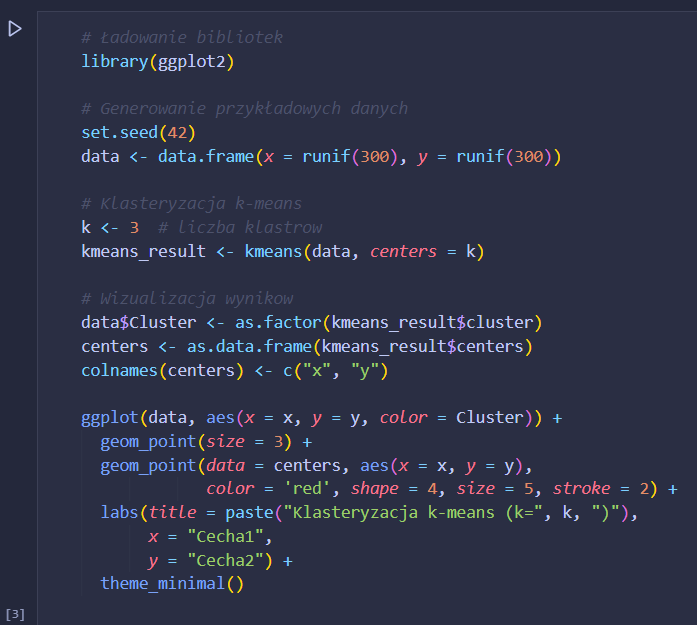 # Ładowanie bibliotek
library(ggplot2)
# Generowanie przykładowych danych
set.seed(42)
data <- data.frame(x = runif(300), y = runif(300))
# Klasteryzacja k-means
k <- 3  # liczba klastrow
kmeans_result <- kmeans(data, centers = k)
# Wizualizacja wynikow
data$Cluster <- as.factor(kmeans_result$cluster)
centers <- as.data.frame(kmeans_result$centers)
colnames(centers) <- c("x", "y")
ggplot(data, aes(x = x, y = y, color = Cluster)) +
  geom_point(size = 3) +
  geom_point(data = centers, aes(x = x, y = y),
             color = 'red', shape = 4, size = 5, stroke = 2) +
  labs(title = paste("Klasteryzacja k-means (k=", k, ")"),
       x = "Cecha1",
       y = "Cecha2") +
  theme_minimal()
[3]